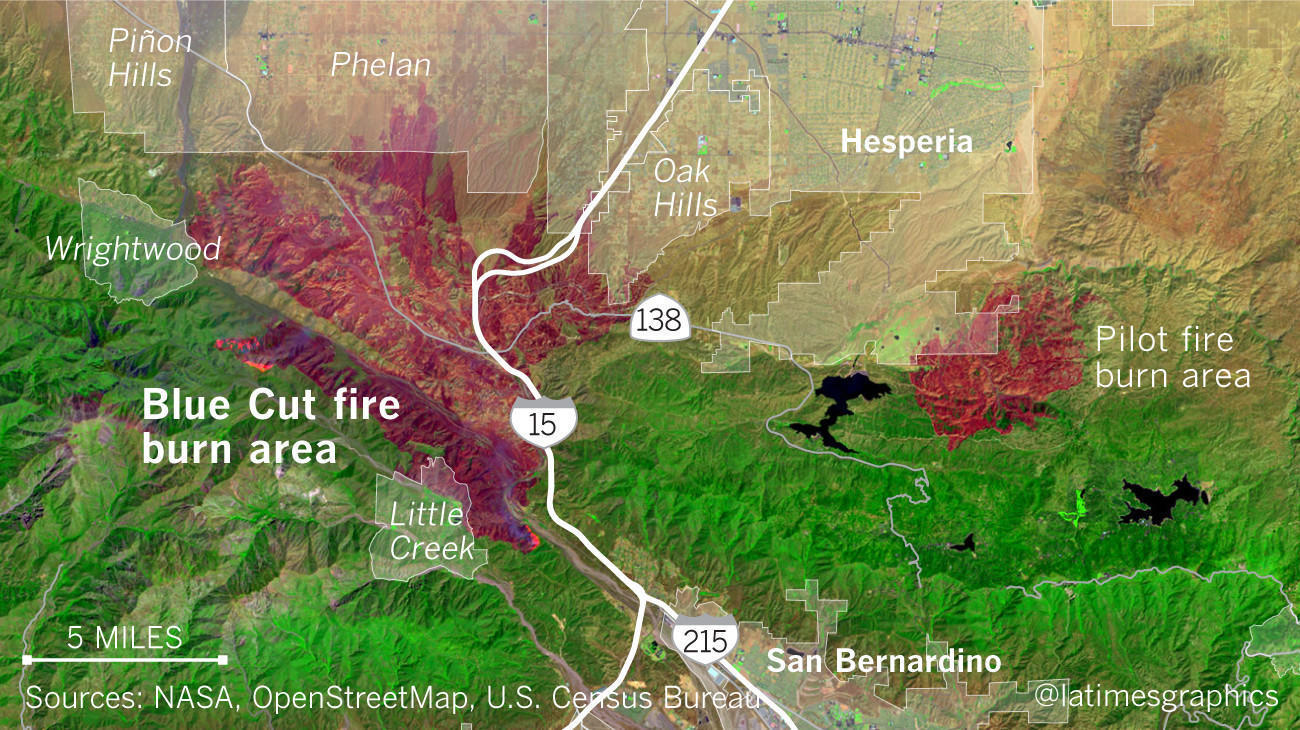 Piñon
Hills
Phelan
Hesperia
Oak
Hills
Wrightwood
138
Pilot fire
burn area
Blue Cut fire
burn area
15
Little
Creek
5 MILES
215
San Bernardino
Sources: NASA, OpenStreetMap, U.S. Census Bureau
@latimesgraphics